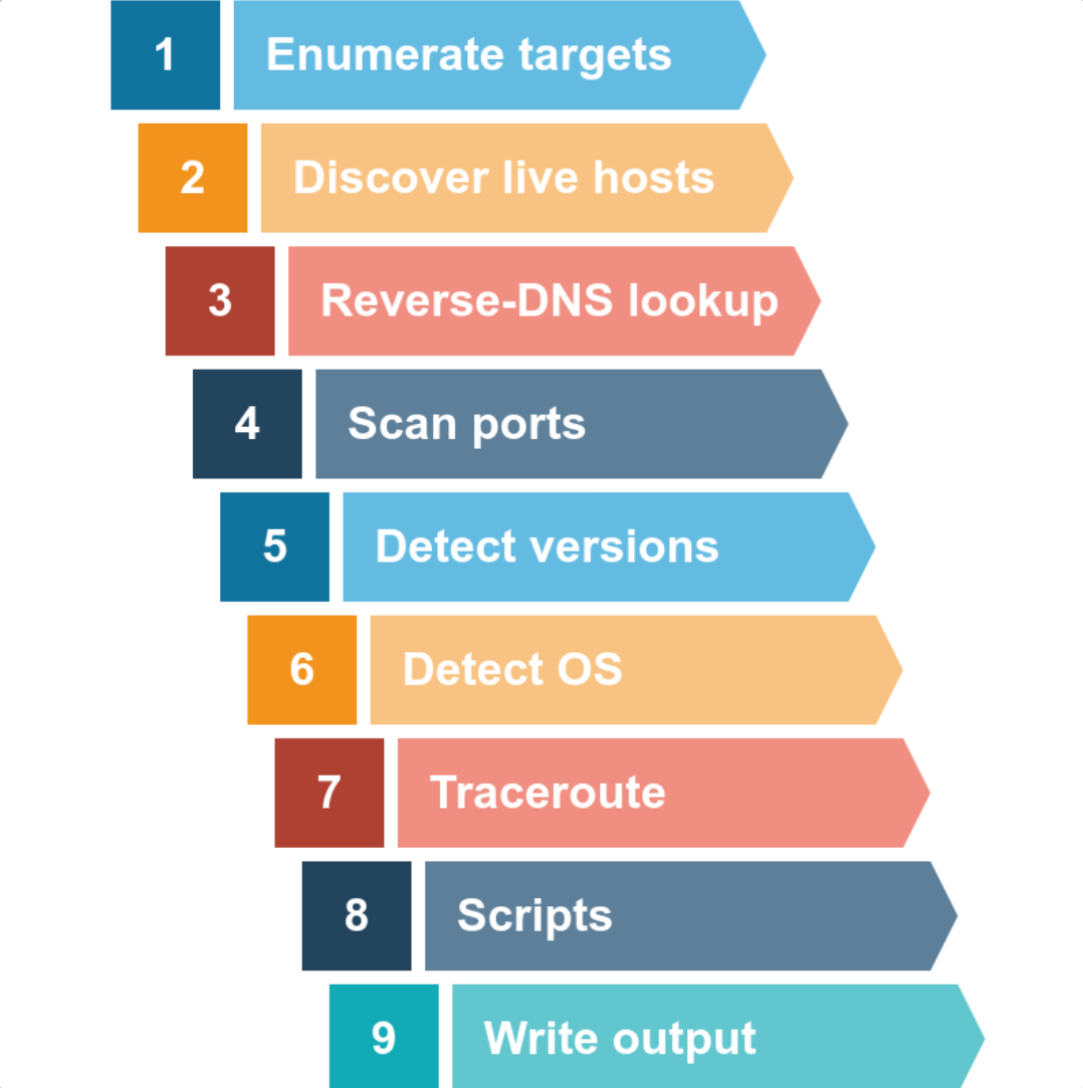 1 Enumerate targets
2 Discover live hosts
3 Reverse-DNS lookup
4 Scan ports
5 Detect versions
6 Detect OS
7 Traceroute
8 Scripts
9 Write output